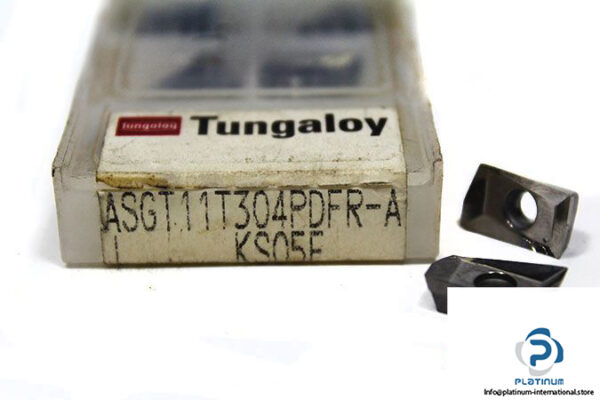 tungaloy Tungaloy
ASGT11T304PDFR-A
KS05F
PLATINUM
info@platinum-international.store